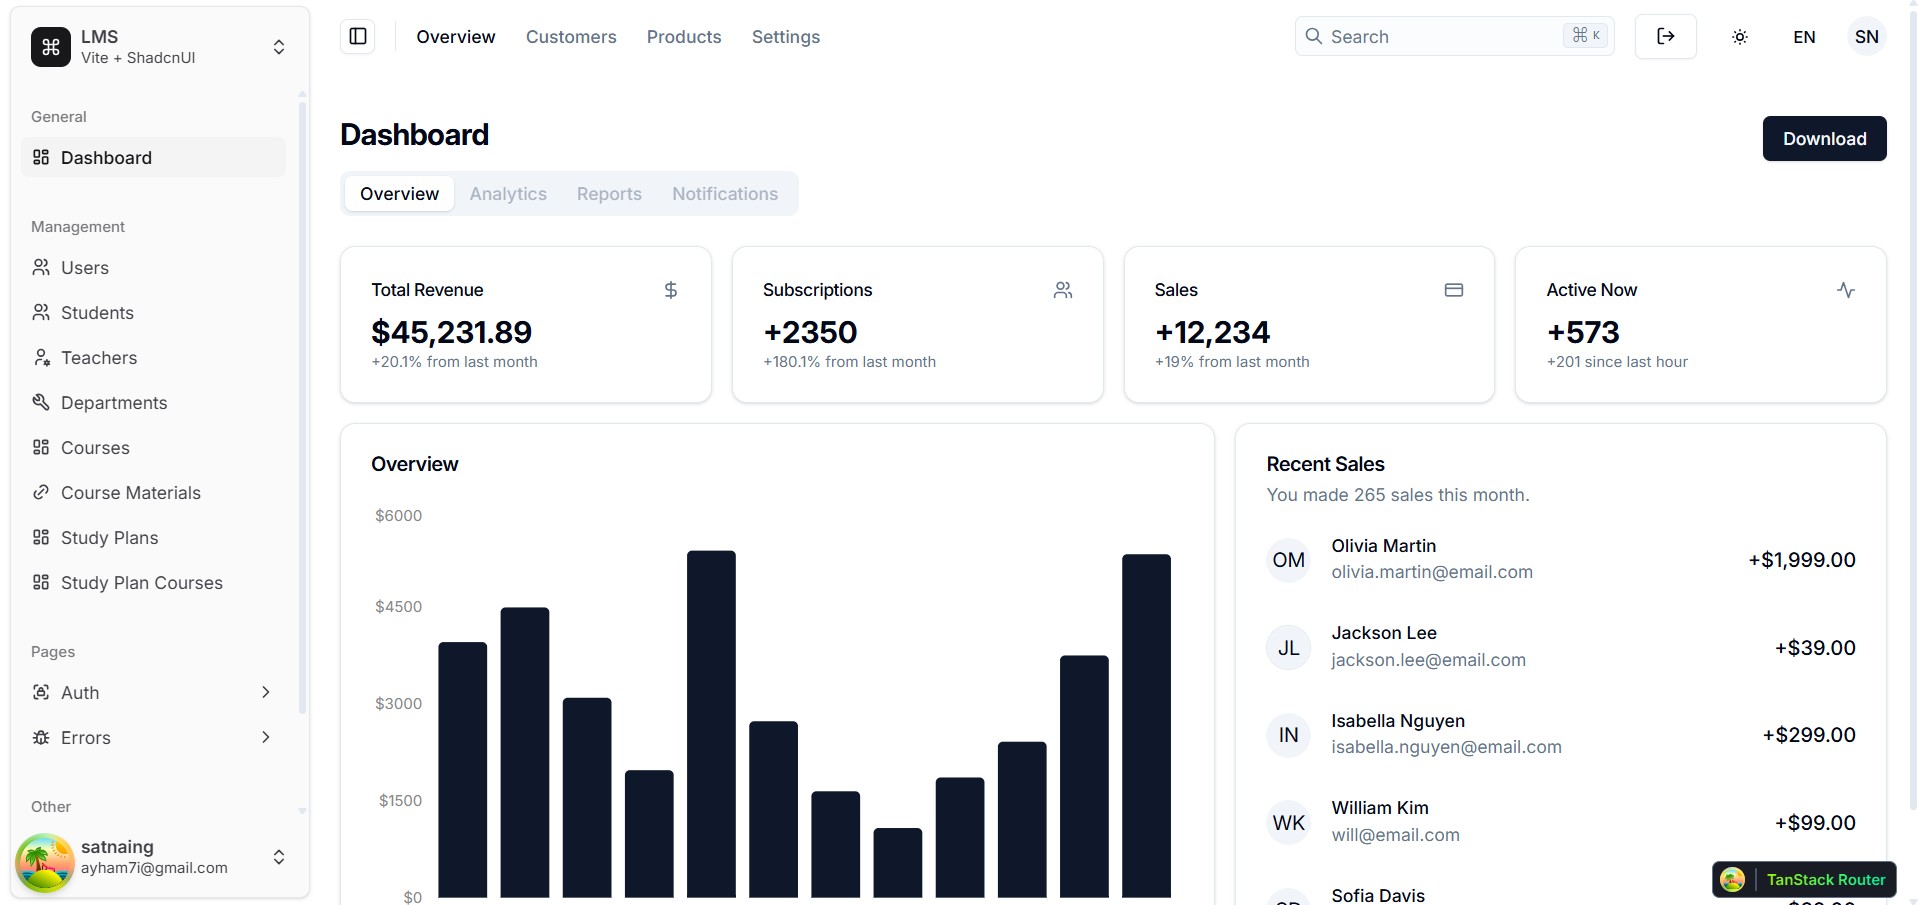 LMS
Vite + ShadcnUI
General
Dashboard
Management
Users
Students
Teachers
Departments
Courses
Course Materials
Study Plans
Study Plan Courses
Pages
Auth
Errors
Other
satnaing
ayham7i@gmail.com
Overview Customers Products Settings
Search ⌘ K
EN
SN
Dashboard
Download
Overview Analytics Reports Notifications
Total Revenue
$45,231.89
+20.1% from last month
Subscriptions
+2350
+180.1% from last month
Sales
+12,234
+19% from last month
Active Now
+573
+201 since last hour
Overview
$6000
$4500
$3000
$1500
$0
Recent Sales
You made 265 sales this month.
OM Olivia Martin +$1,999.00
olivia.martin@email.com
JL Jackson Lee +$39.00
jackson.lee@email.com
IN Isabella Nguyen +$299.00
isabella.nguyen@email.com
WK William Kim +$99.00
will@email.com
Sofia Davis
TanStack Router